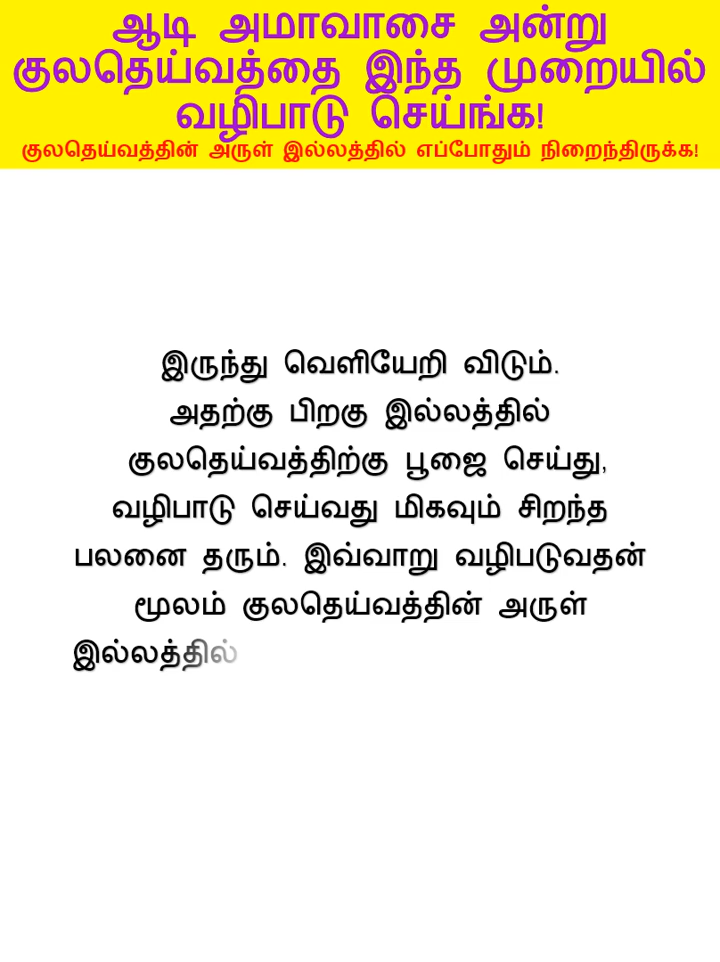 ஆடி அமாவாசை அன்று
குலதெய்வத்தை இந்த முறையில்
வழிபாடு செய்ங்க!
குலதெய்வத்தின் அருள் இல்லத்தில் எப்போதும் நிறைந்திருக்க!
இருந்து வெளியேறி விடும்.
அதற்கு பிறகு இல்லத்தில்
குலதெய்வத்திற்கு பூஜை செய்து,
வழிபாடு செய்வது மிகவும் சிறந்த
பலனை தரும். இவ்வாறு வழிபடுவதன்
மூலம் குலதெய்வத்தின் அருள்
இல்லத்தில்